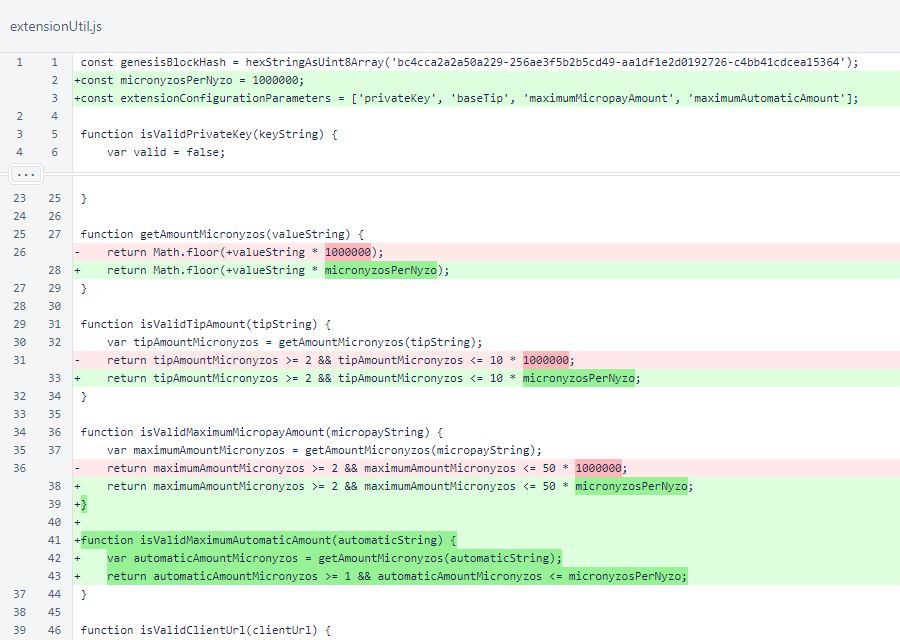 extensionUtil.js
1 1 const genesisBlockHash = hexStringAsUint8Array('bc4cca2a2a50a229-256ae3f5b2b5cd49-aa1df1e2d0192726-c4bb41cdcea15364');
2 +const micronyzosPerNyzo = 1000000;
3 +const extensionConfigurationParameters = ['privateKey', 'baseTip', 'maximumMicropayAmount', 'maximumAutomaticAmount'];
2 4
3 5 function isValidPrivateKey(keyString) {
4 6     var valid = false;
...
23 25 }
24 26
25 27 function getAmountMicronyzos(valueString) {
26 -    return Math.floor(+valueString * 1000000);
28 +    return Math.floor(+valueString * micronyzosPerNyzo);
27 29 }
28 30
29 31 function isValidTipAmount(tipString) {
30 32     var tipAmountMicronyzos = getAmountMicronyzos(tipString);
31 -    return tipAmountMicronyzos >= 2 && tipAmountMicronyzos <= 10 * 1000000;
33 +    return tipAmountMicronyzos >= 2 && tipAmountMicronyzos <= 10 * micronyzosPerNyzo;
32 34 }
33 35
34 36 function isValidMaximumMicropayAmount(micropayString) {
35 37     var maximumAmountMicronyzos = getAmountMicronyzos(micropayString);
36 -    return maximumAmountMicronyzos >= 2 && maximumAmountMicronyzos <= 50 * 1000000;
38 +    return maximumAmountMicronyzos >= 2 && maximumAmountMicronyzos <= 50 * micronyzosPerNyzo;
39 +}
40 +
41 +function isValidMaximumAutomaticAmount(automaticString) {
42 +    var automaticAmountMicronyzos = getAmountMicronyzos(automaticString);
43 +    return automaticAmountMicronyzos >= 1 && automaticAmountMicronyzos <= micronyzosPerNyzo;
37 44 }
38 45
39 46 function isValidClientUrl(clientUrl) {